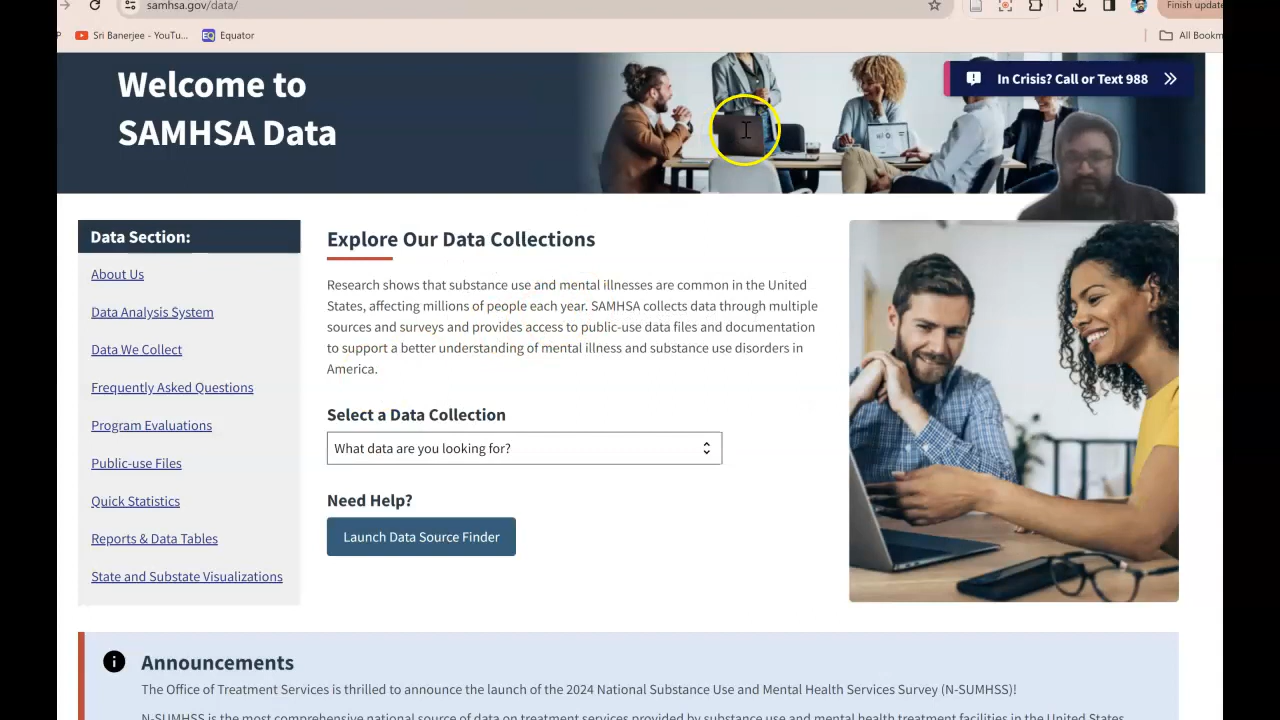 samhsa.gov/data/
Finish update
Sri Banerjee - YouTu...
Equator
All Bookm
Welcome to
SAMHSA Data
In Crisis? Call or Text 988
Data Section:
About Us
Data Analysis System
Data We Collect
Frequently Asked Questions
Program Evaluations
Public-use Files
Quick Statistics
Reports & Data Tables
State and Substate Visualizations
Explore Our Data Collections
Research shows that substance use and mental illnesses are common in the United
States, affecting millions of people each year. SAMHSA collects data through multiple
sources and surveys and provides access to public-use data files and documentation
to support a better understanding of mental illness and substance use disorders in
America.
Select a Data Collection
What data are you looking for?
Need Help?
Launch Data Source Finder
Announcements
The Office of Treatment Services is thrilled to announce the launch of the 2024 National Substance Use and Mental Health Services Survey (N-SUMHSS)!
N-SUMHSS is the most comprehensive national source of data on treatment services provided by substance use and mental health treatment facilities in the United States